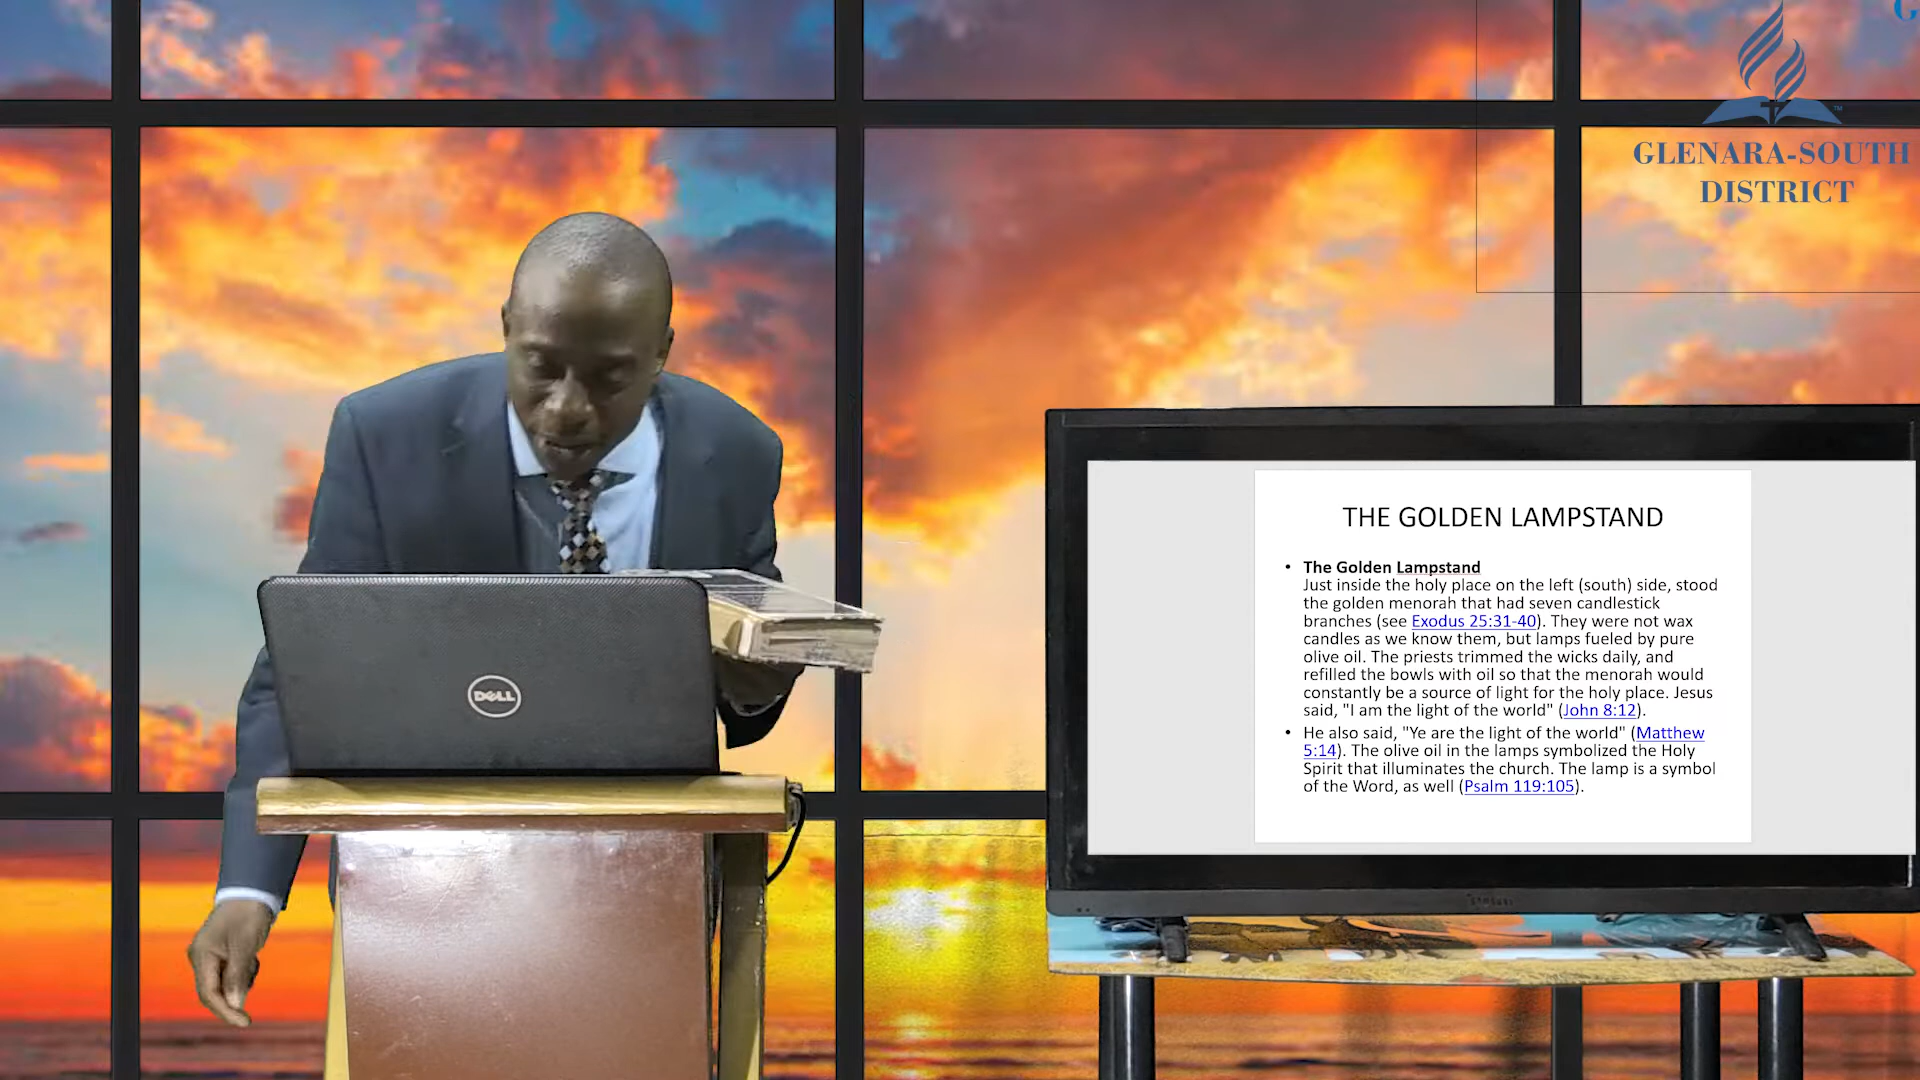 G
™
GLENARA-SOUTH
DISTRICT
THE GOLDEN LAMPSTAND
• The Golden Lampstand
Just inside the holy place on the left (south) side, stood
the golden menorah that had seven candlestick
branches (see Exodus 25:31-40). They were not wax
candles as we know them, but lamps fueled by pure
olive oil. The priests trimmed the wicks daily, and
refilled the bowls with oil so that the menorah would
constantly be a source of light for the holy place. Jesus
said, "I am the light of the world" (John 8:12).
• He also said, "Ye are the light of the world" (Matthew
5:14). The olive oil in the lamps symbolized the Holy
Spirit that illuminates the church. The lamp is a symbol
of the Word, as well (Psalm 119:105).
DELL